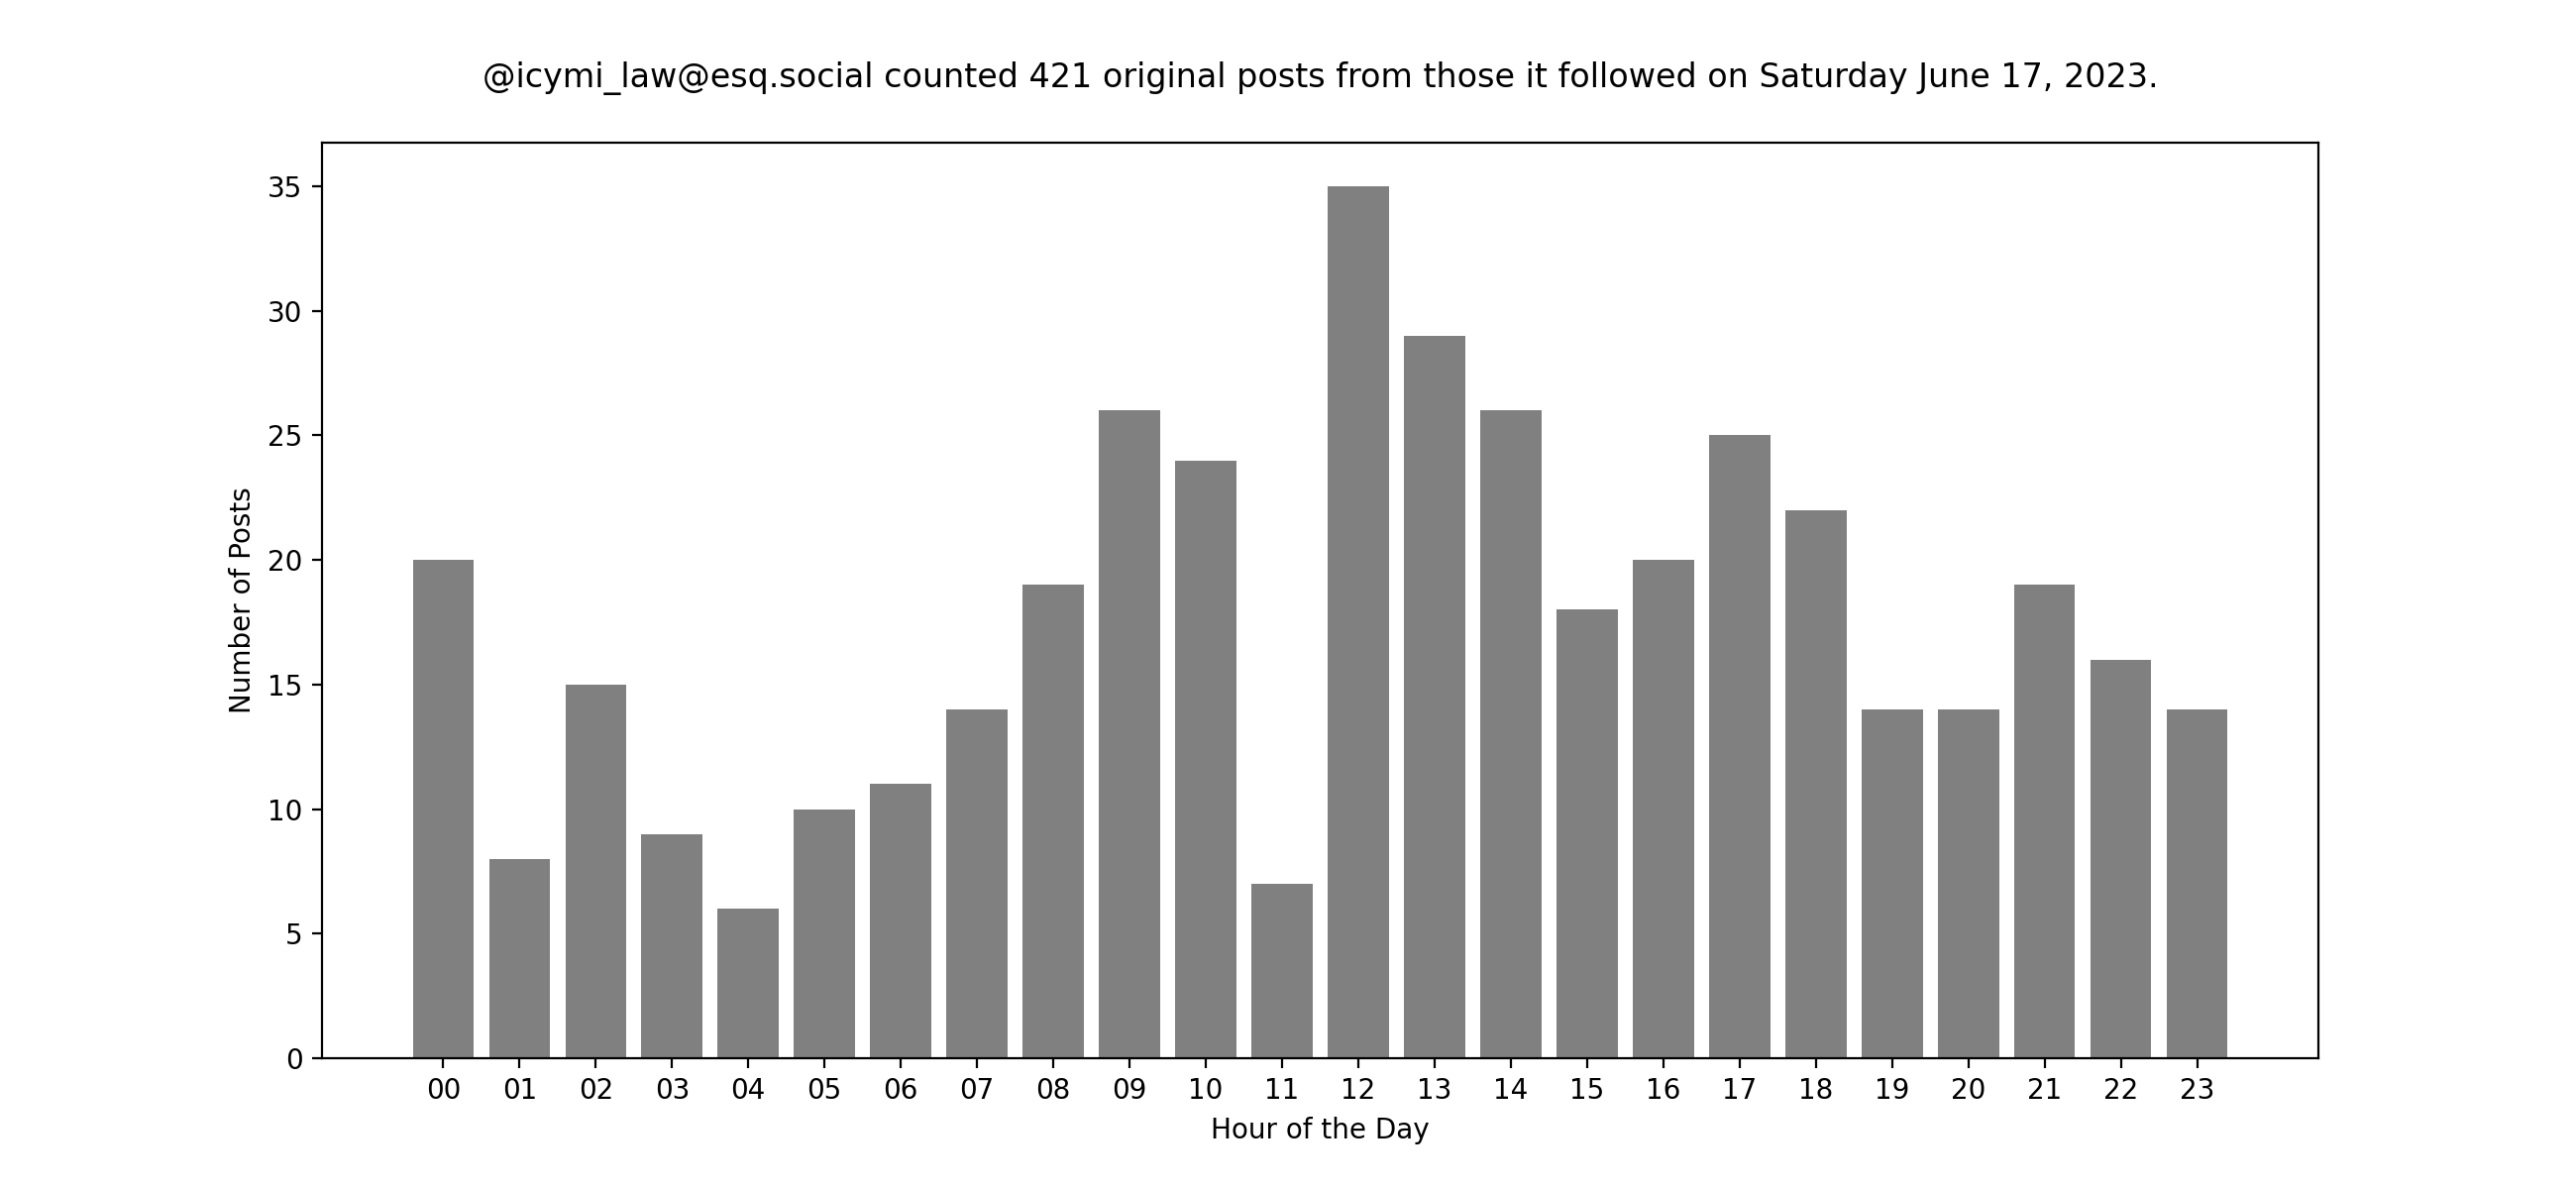 @icymi_law@esq.social counted 421 original posts from those it followed on Saturday June 17, 2023.
35
30
25
20
15
10
5
0
Number of Posts
00 01 02 03 04 05 06 07 08 09 10 11 12 13 14 15 16 17 18 19 20 21 22 23
Hour of the Day